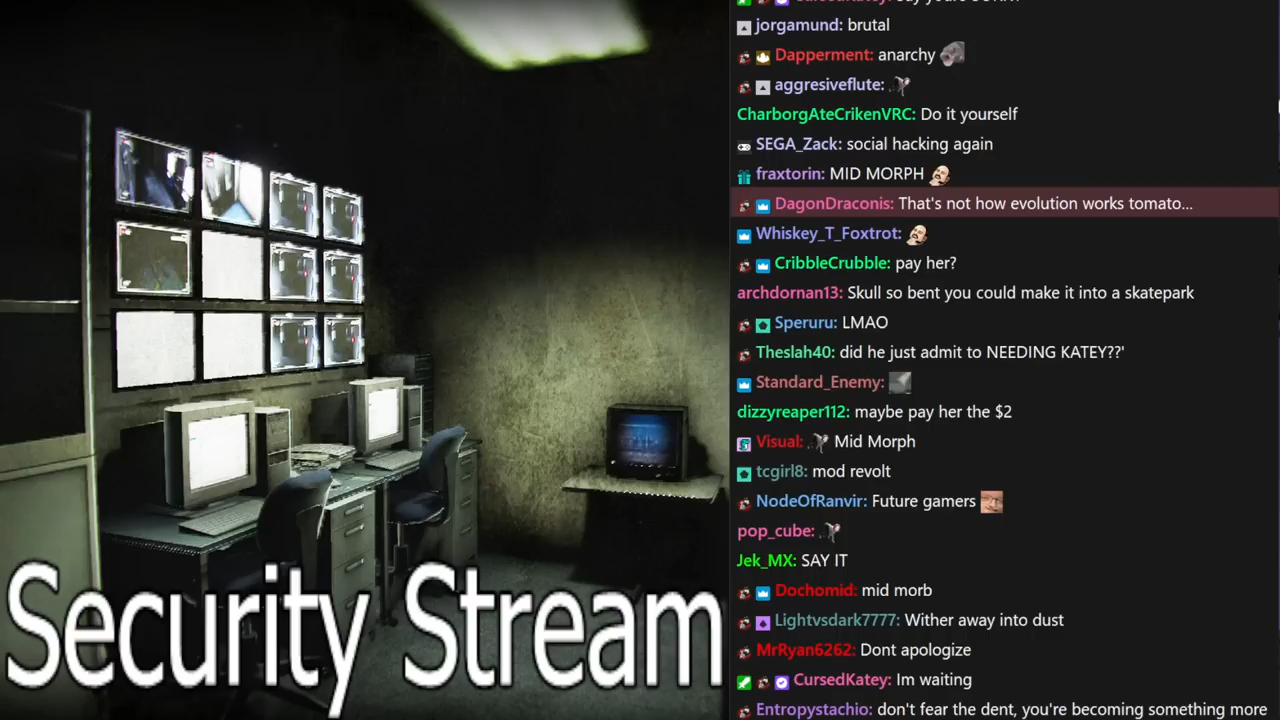 Security Stream
jorgamund: brutal
Dapperment: anarchy
aggresiveflute:
CharborgAteCrikenVRC: Do it yourself
SEGA_Zack: social hacking again
fraxtorin: MID MORPH
DagonDraconis: That's not how evolution works tomato...
Whiskey_T_Foxtrot:
CribbleCrubble: pay her?
archdornan13: Skull so bent you could make it into a skatepark
Speruru: LMAO
Theslah40: did he just admit to NEEDING KATEY??'
Standard_Enemy:
dizzyreaper112: maybe pay her the $2
Visual: Mid Morph
tcgirl8: mod revolt
NodeOfRanvir: Future gamers
pop_cube:
Jek_MX: SAY IT
Dochomid: mid morb
Lightvsdark7777: Wither away into dust
MrRyan6262: Dont apologize
CursedKatey: Im waiting
Entropystachio: don't fear the dent, you're becoming something more